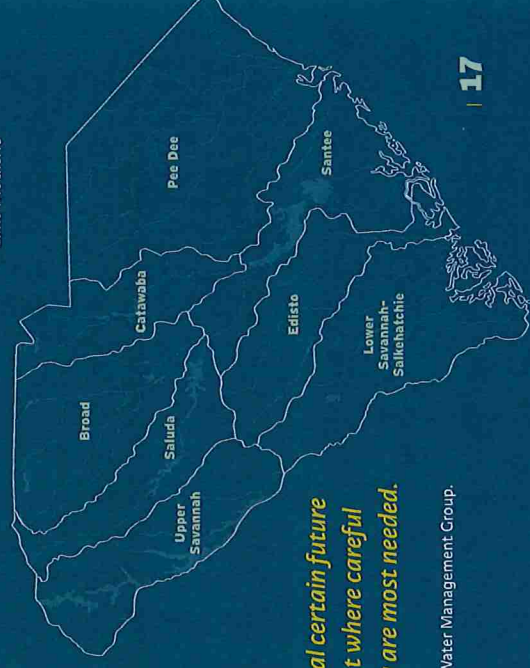 Pee Dee
Catawaba
Santee
Broad
Edisto
Saluda
Lower
Savannah-
Salkehatchie
Upper
Savannah
al certain future
t where careful
are most needed.
Water Management Group.
| 17